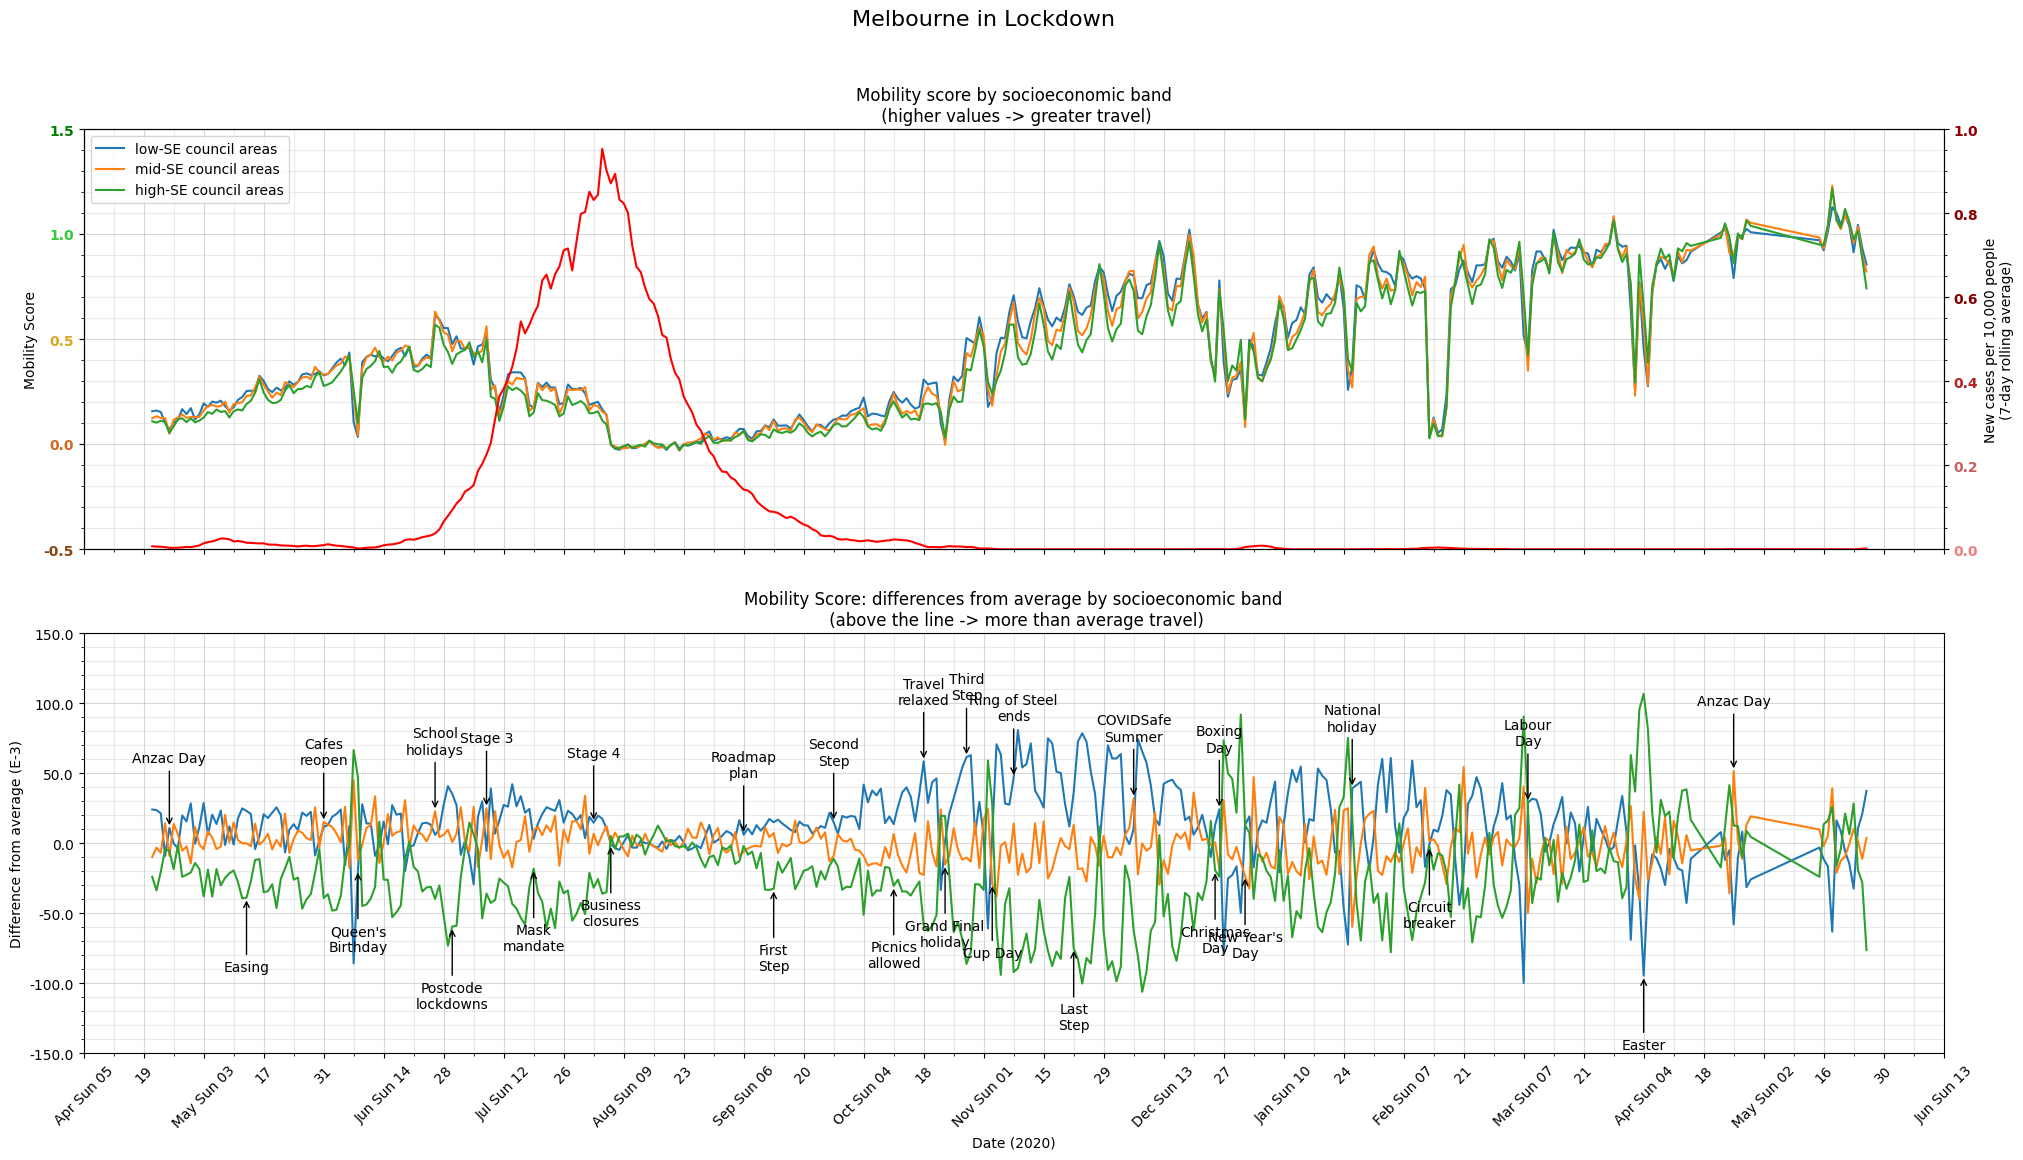 Melbourne in Lockdown
Mobility score by socioeconomic band
(higher values -> greater travel)
1.5
1.0
0.5
0.0
-0.5
Mobility Score
low-SE council areas
mid-SE council areas
high-SE council areas
1.0
0.8
0.6
0.4
0.2
0.0
New cases per 10,000 people
(7-day rolling average)
Mobility Score: differences from average by socioeconomic band
(above the line -> more than average travel)
150.0
100.0
50.0
0.0
-50.0
-100.0
-150.0
Difference from average (E-3)
Anzac Day
Easing
Cafes
reopen
Queen's
Birthday
School
holidays
Postcode
lockdowns
Stage 3
Mask
mandate
Stage 4
Business
closures
Roadmap
plan
First
Step
Second
Step
Picnics
allowed
Travel
relaxed
Grand Final
holiday
Third
Step
Cup Day
Ring of Steel
ends
Last
Step
COVIDSafe
Summer
Christmas
Day
Boxing
Day
New Year's
Day
National
holiday
Circuit
breaker
Labour
Day
Easter
Anzac Day
Apr Sun 05
19
May Sun 03
17
31
Jun Sun 14
28
Jul Sun 12
26
Aug Sun 09
23
Sep Sun 06
20
Oct Sun 04
18
Nov Sun 01
15
29
Dec Sun 13
27
Jan Sun 10
24
Feb Sun 07
21
Mar Sun 07
21
Apr Sun 04
18
May Sun 02
16
30
Jun Sun 13
Date (2020)